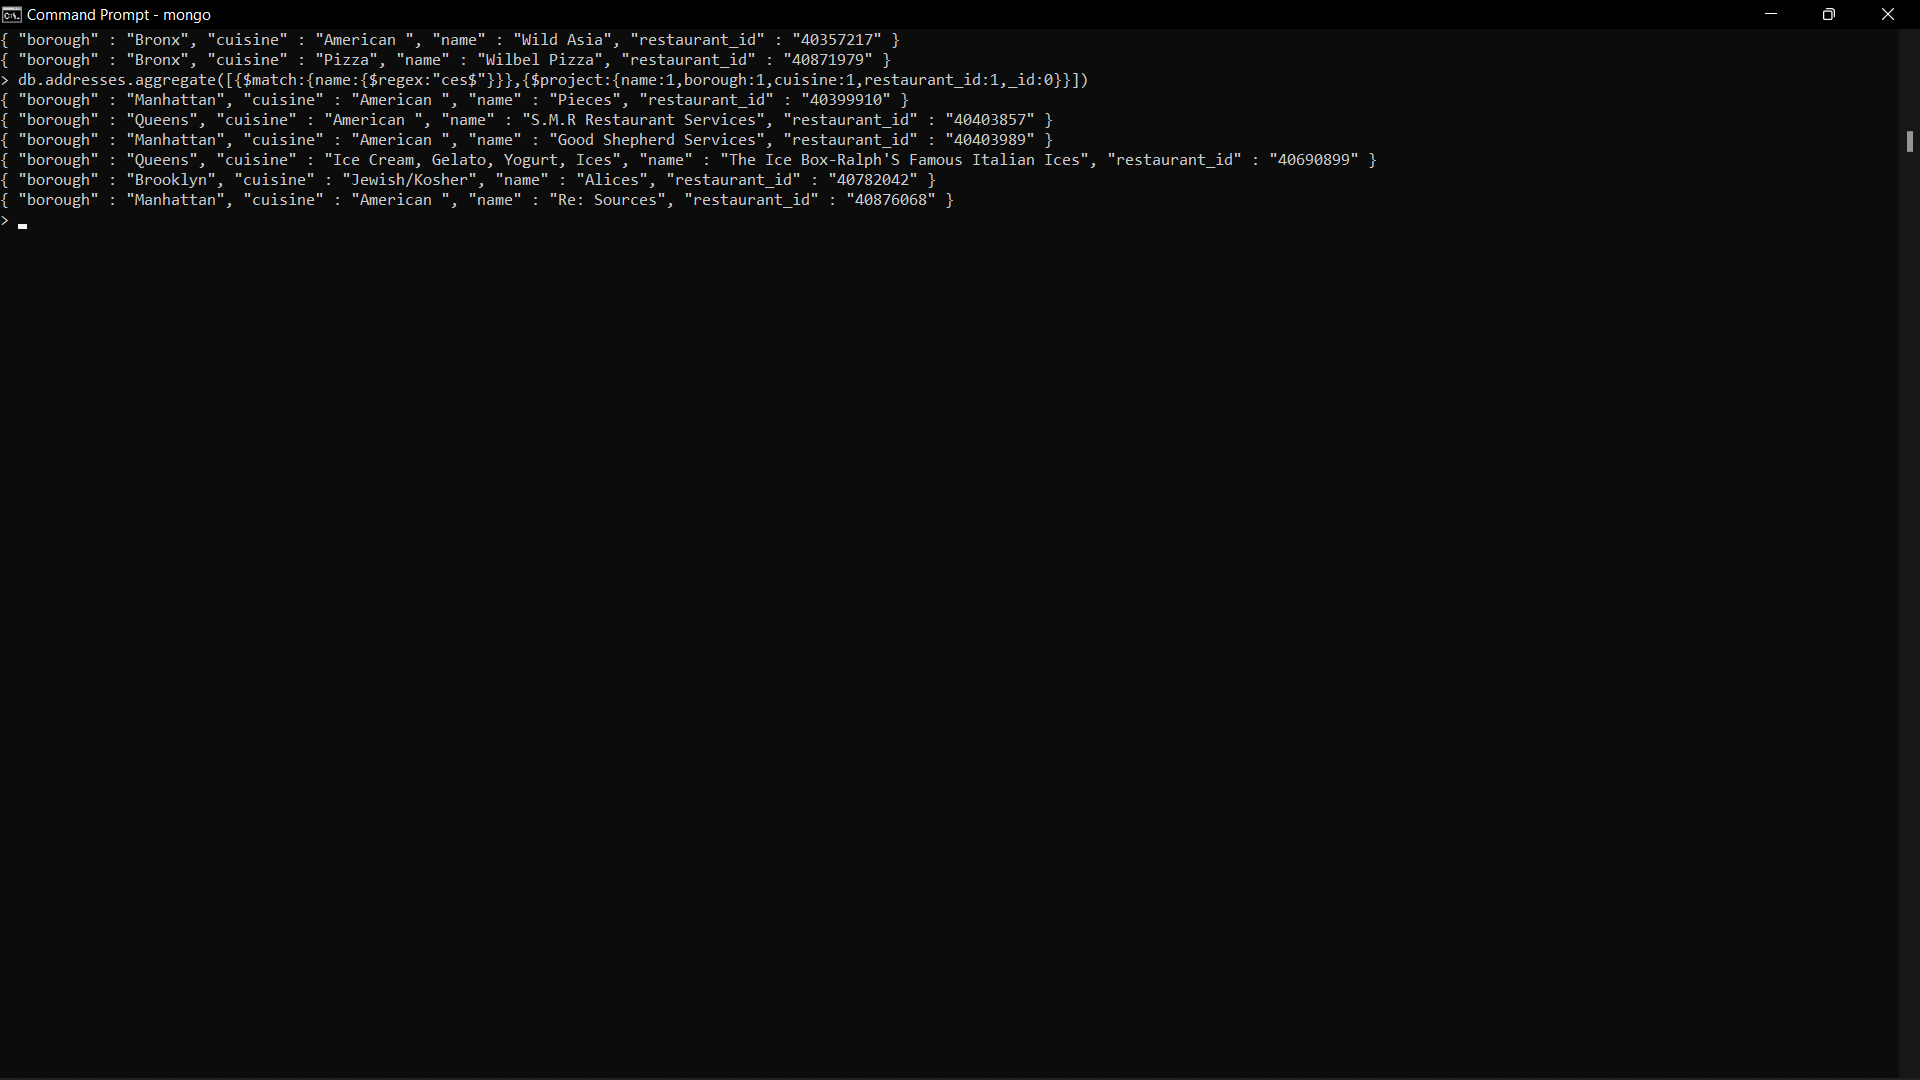 Command Prompt - mongo
{ "borough" : "Bronx", "cuisine" : "American ", "name" : "Wild Asia", "restaurant_id" : "40357217" }
{ "borough" : "Bronx", "cuisine" : "Pizza", "name" : "Wilbel Pizza", "restaurant_id" : "40871979" }
> db.addresses.aggregate([{$match:{name:{$regex:"ces$"}}},{$project:{name:1,borough:1,cuisine:1,restaurant_id:1,_id:0}}])
{ "borough" : "Manhattan", "cuisine" : "American ", "name" : "Pieces", "restaurant_id" : "40399910" }
{ "borough" : "Queens", "cuisine" : "American ", "name" : "S.M.R Restaurant Services", "restaurant_id" : "40403857" }
{ "borough" : "Manhattan", "cuisine" : "American ", "name" : "Good Shepherd Services", "restaurant_id" : "40403989" }
{ "borough" : "Queens", "cuisine" : "Ice Cream, Gelato, Yogurt, Ices", "name" : "The Ice Box-Ralph'S Famous Italian Ices", "restaurant_id" : "40690899" }
{ "borough" : "Brooklyn", "cuisine" : "Jewish/Kosher", "name" : "Alices", "restaurant_id" : "40782042" }
{ "borough" : "Manhattan", "cuisine" : "American ", "name" : "Re: Sources", "restaurant_id" : "40876068" }
>